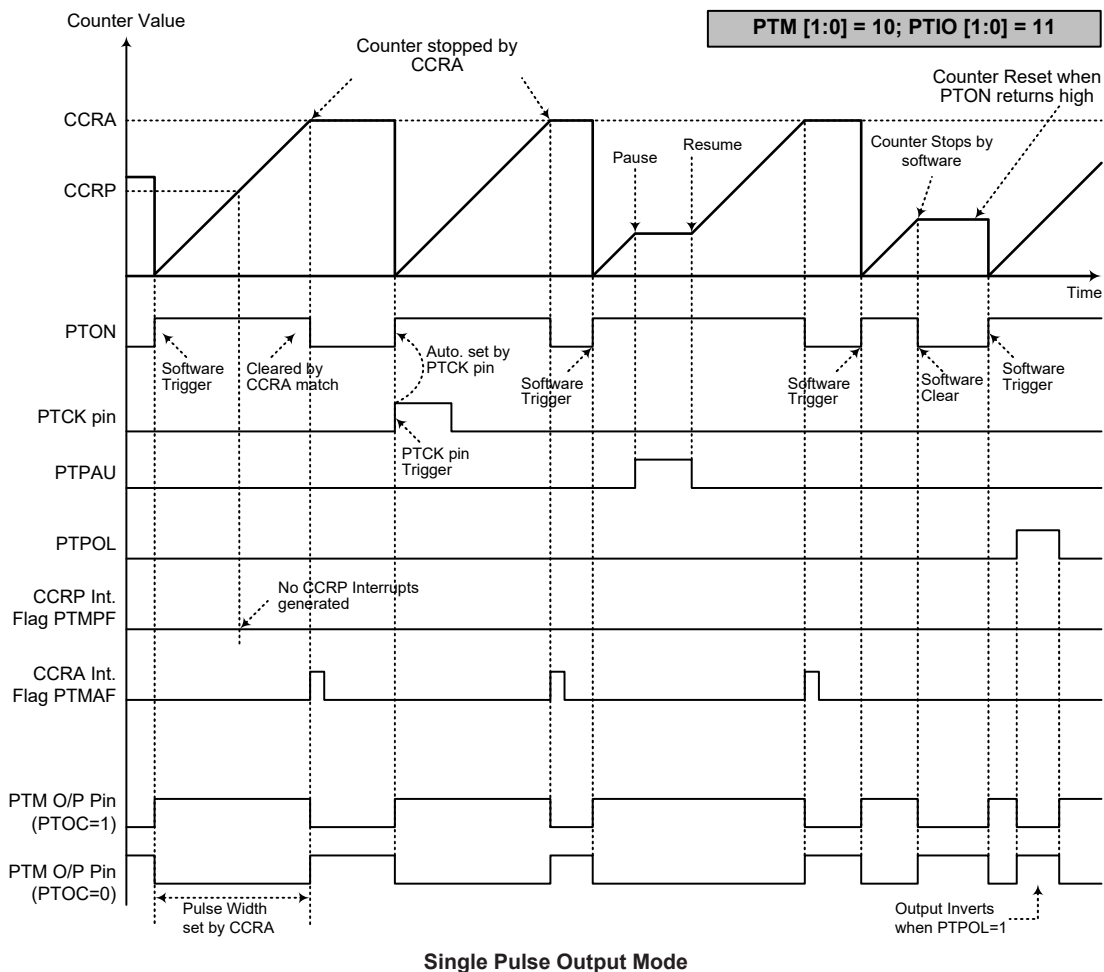 Counter Value
PTM [1:0] = 10; PTIO [1:0] = 11
Counter stopped by
CCRA
Counter Reset when
PTON returns high
CCRA
Pause
Resume
Counter Stops by
software
CCRP
Time
PTON
Software
Trigger
Cleared by
CCRA match
Auto. set by
PTCK pin
Software
Trigger
Software
Trigger
Software
Clear
Software
Trigger
PTCK pin
PTCK pin
Trigger
PTPAU
PTPOL
CCRP Int.
Flag PTMPF
No CCRP Interrupts
generated
CCRA Int.
Flag PTMAF
PTM O/P Pin
(PTOC=1)
PTM O/P Pin
(PTOC=0)
Pulse Width
set by CCRA
Output Inverts
when PTPOL=1
Single Pulse Output Mode